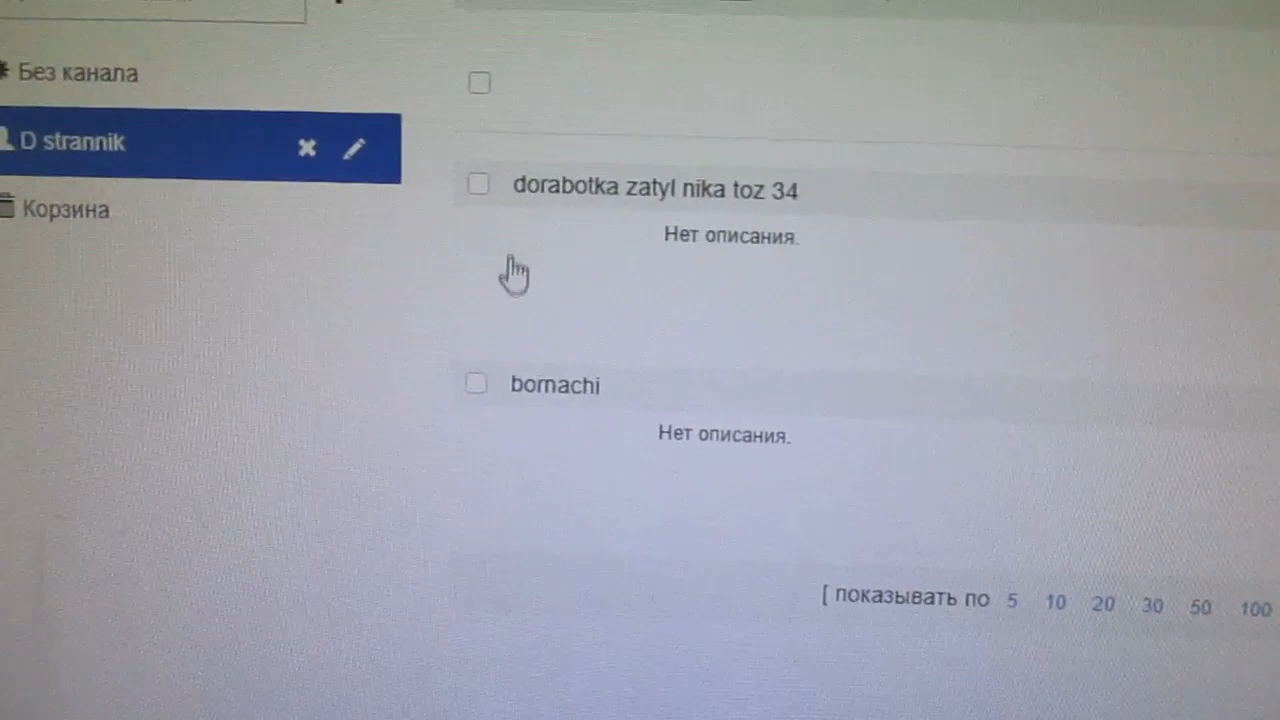 Без канала
D strannik
Корзина
dorabotka zatyl nika toz 34
Нет описания.
bornachi
Нет описания.
[ показывать по 5 10 20 30 50 100